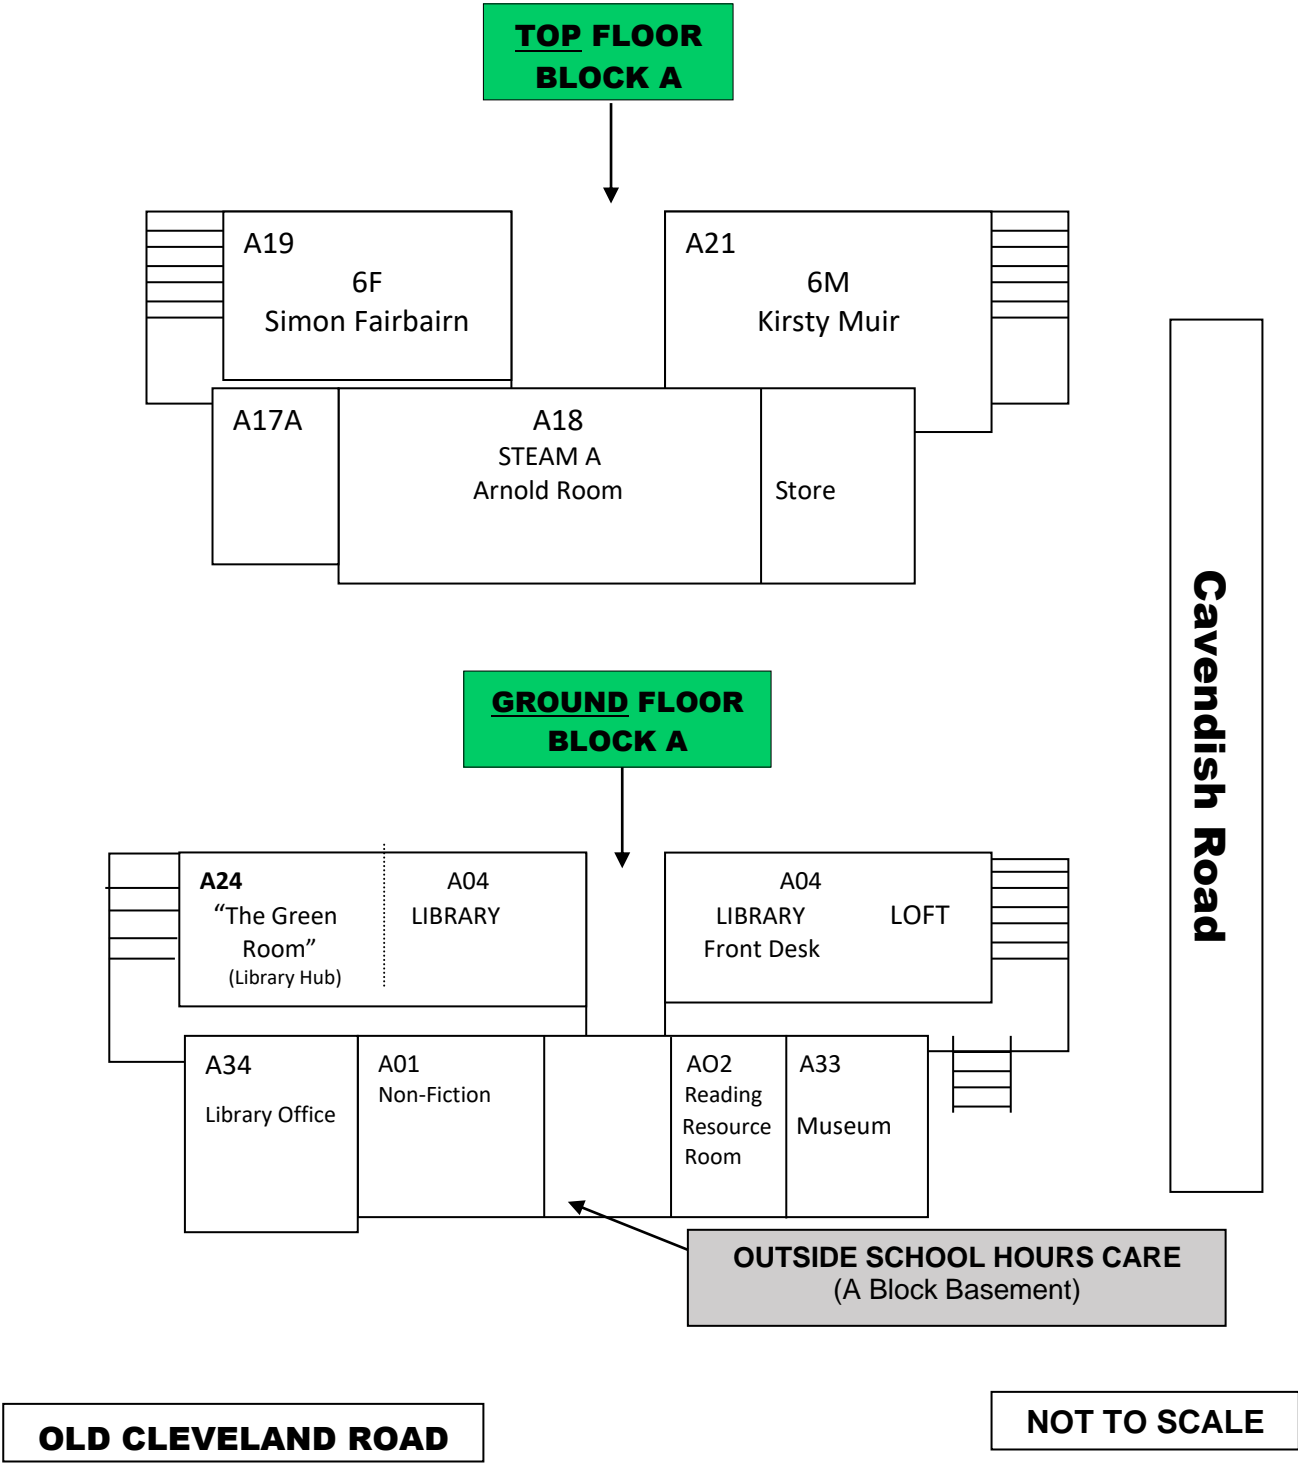 TOP FLOOR
BLOCK A
A19
6F
Simon Fairbairn
A21
6M
Kirsty Muir
A17A
A18
STEAM A
Arnold Room
Store
Cavendish Road
GROUND FLOOR
BLOCK A
A24
“The Green
Room”
(Library Hub)
A04
LIBRARY
A04
LIBRARY
Front Desk
LOFT
A34
Library Office
A01
Non-Fiction
AO2
Reading
Resource
Room
A33
Museum
OUTSIDE SCHOOL HOURS CARE
(A Block Basement)
OLD CLEVELAND ROAD
NOT TO SCALE